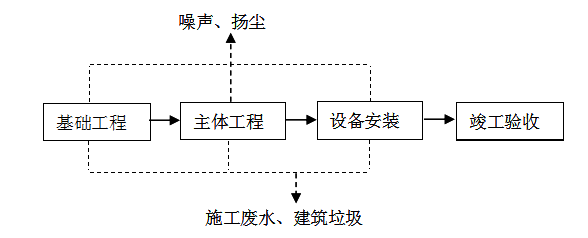 噪声、扬尘
基础工程
主体工程
设备安装
竣工验收
施工废水、建筑垃圾